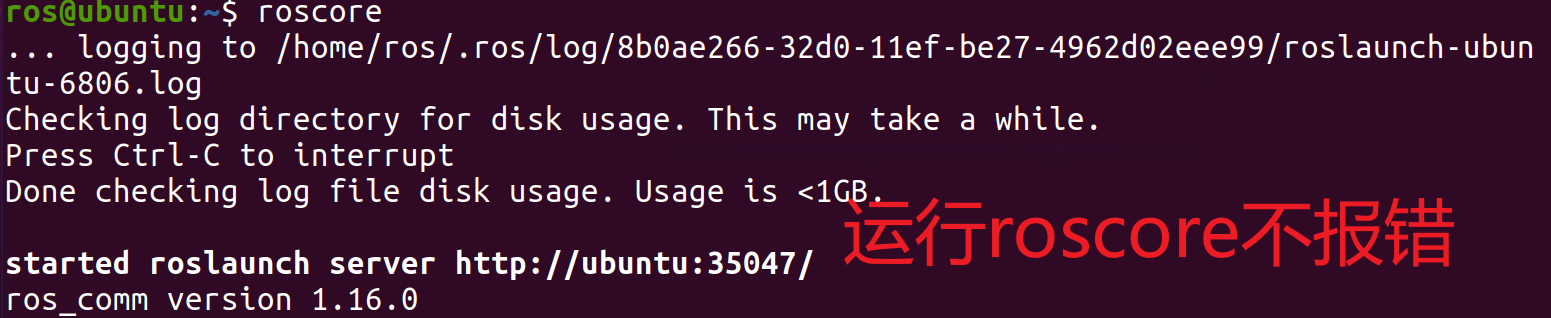 ros@ubuntu:~$ roscore
... logging to /home/ros/.ros/log/8b0ae266-32d0-11ef-be27-4962d02eee99/roslaunch-ubun
tu-6806.log
Checking log directory for disk usage. This may take a while.
Press Ctrl-C to interrupt
Done checking log file disk usage. Usage is <1GB.
运行roscore不报错
started roslaunch server http://ubuntu:35047/
ros_comm version 1.16.0